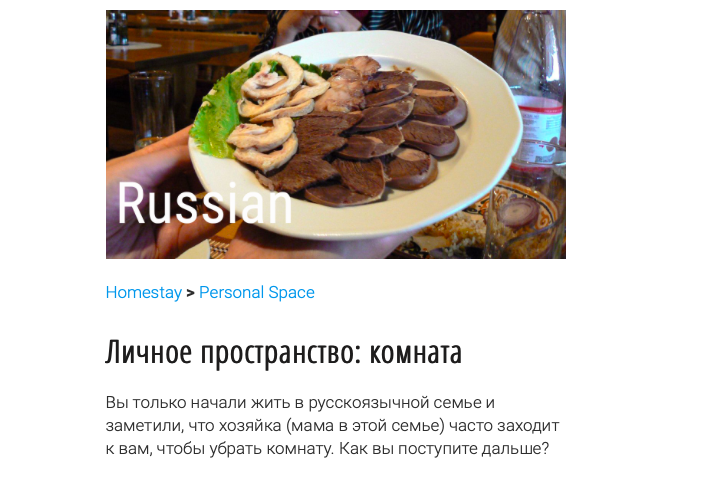 Russian
Homestay > Personal Space
Личное пространство: комната
Вы только начали жить в русскоязычной семье и
заметили, что хозяйка (мама в этой семье) часто заходит
к вам, чтобы убрать комнату. Как вы поступите дальше?